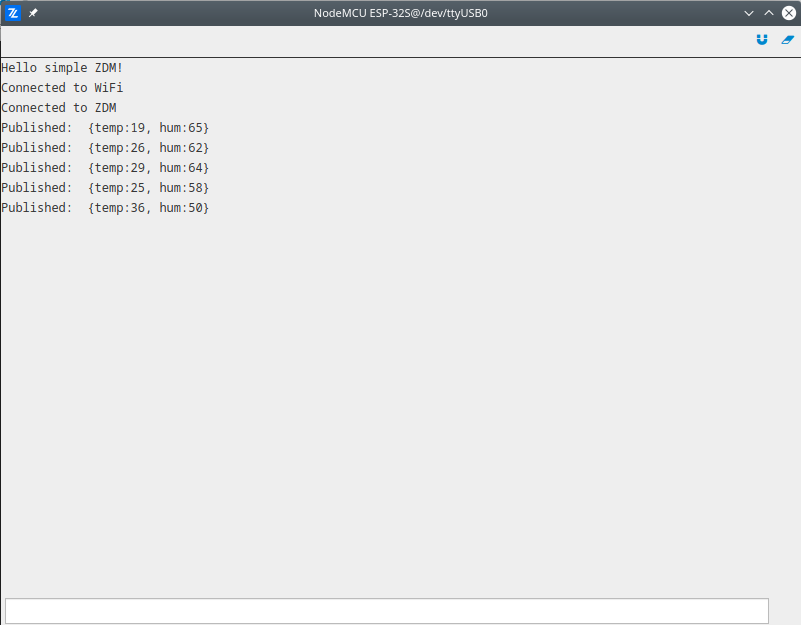 NodeMCU ESP-32S@/dev/ttyUSB0
Hello simple ZDM!
Connected to WiFi
Connected to ZDM
Published:  {temp:19, hum:65}
Published:  {temp:26, hum:62}
Published:  {temp:29, hum:64}
Published:  {temp:25, hum:58}
Published:  {temp:36, hum:50}